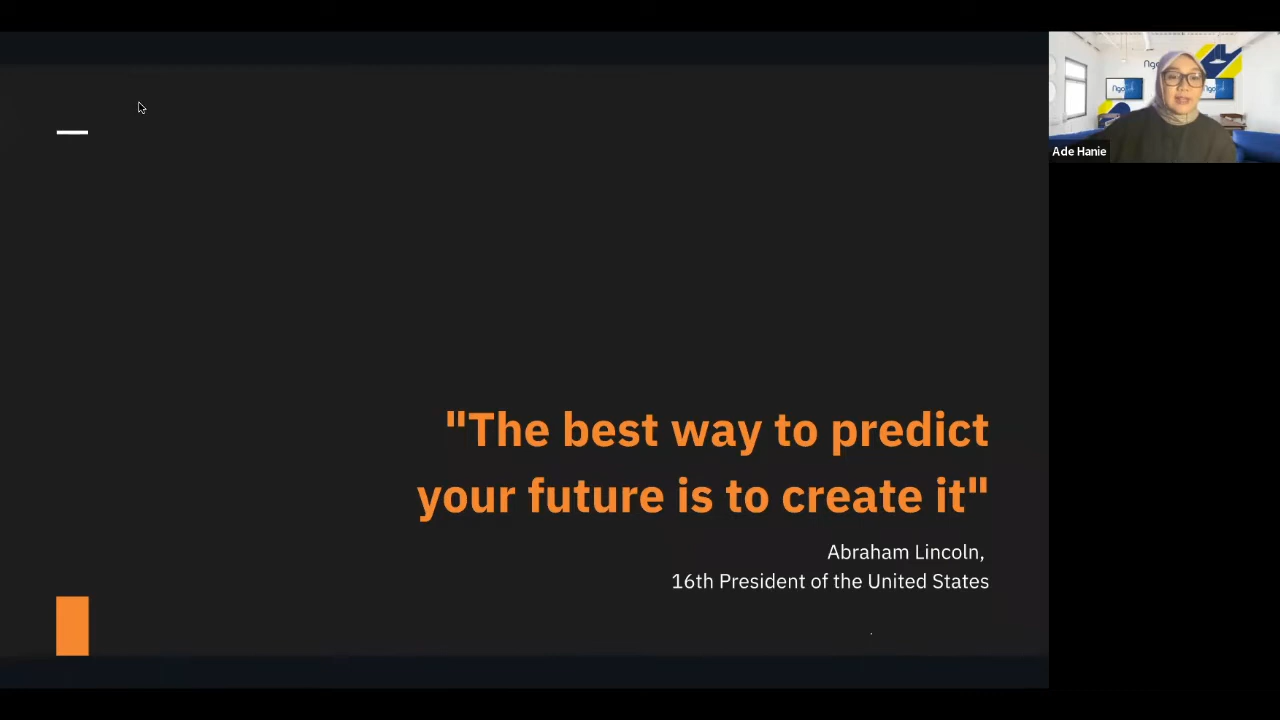 "The best way to predict
your future is to create it"
Abraham Lincoln,
16th President of the United States
Ade Hanie